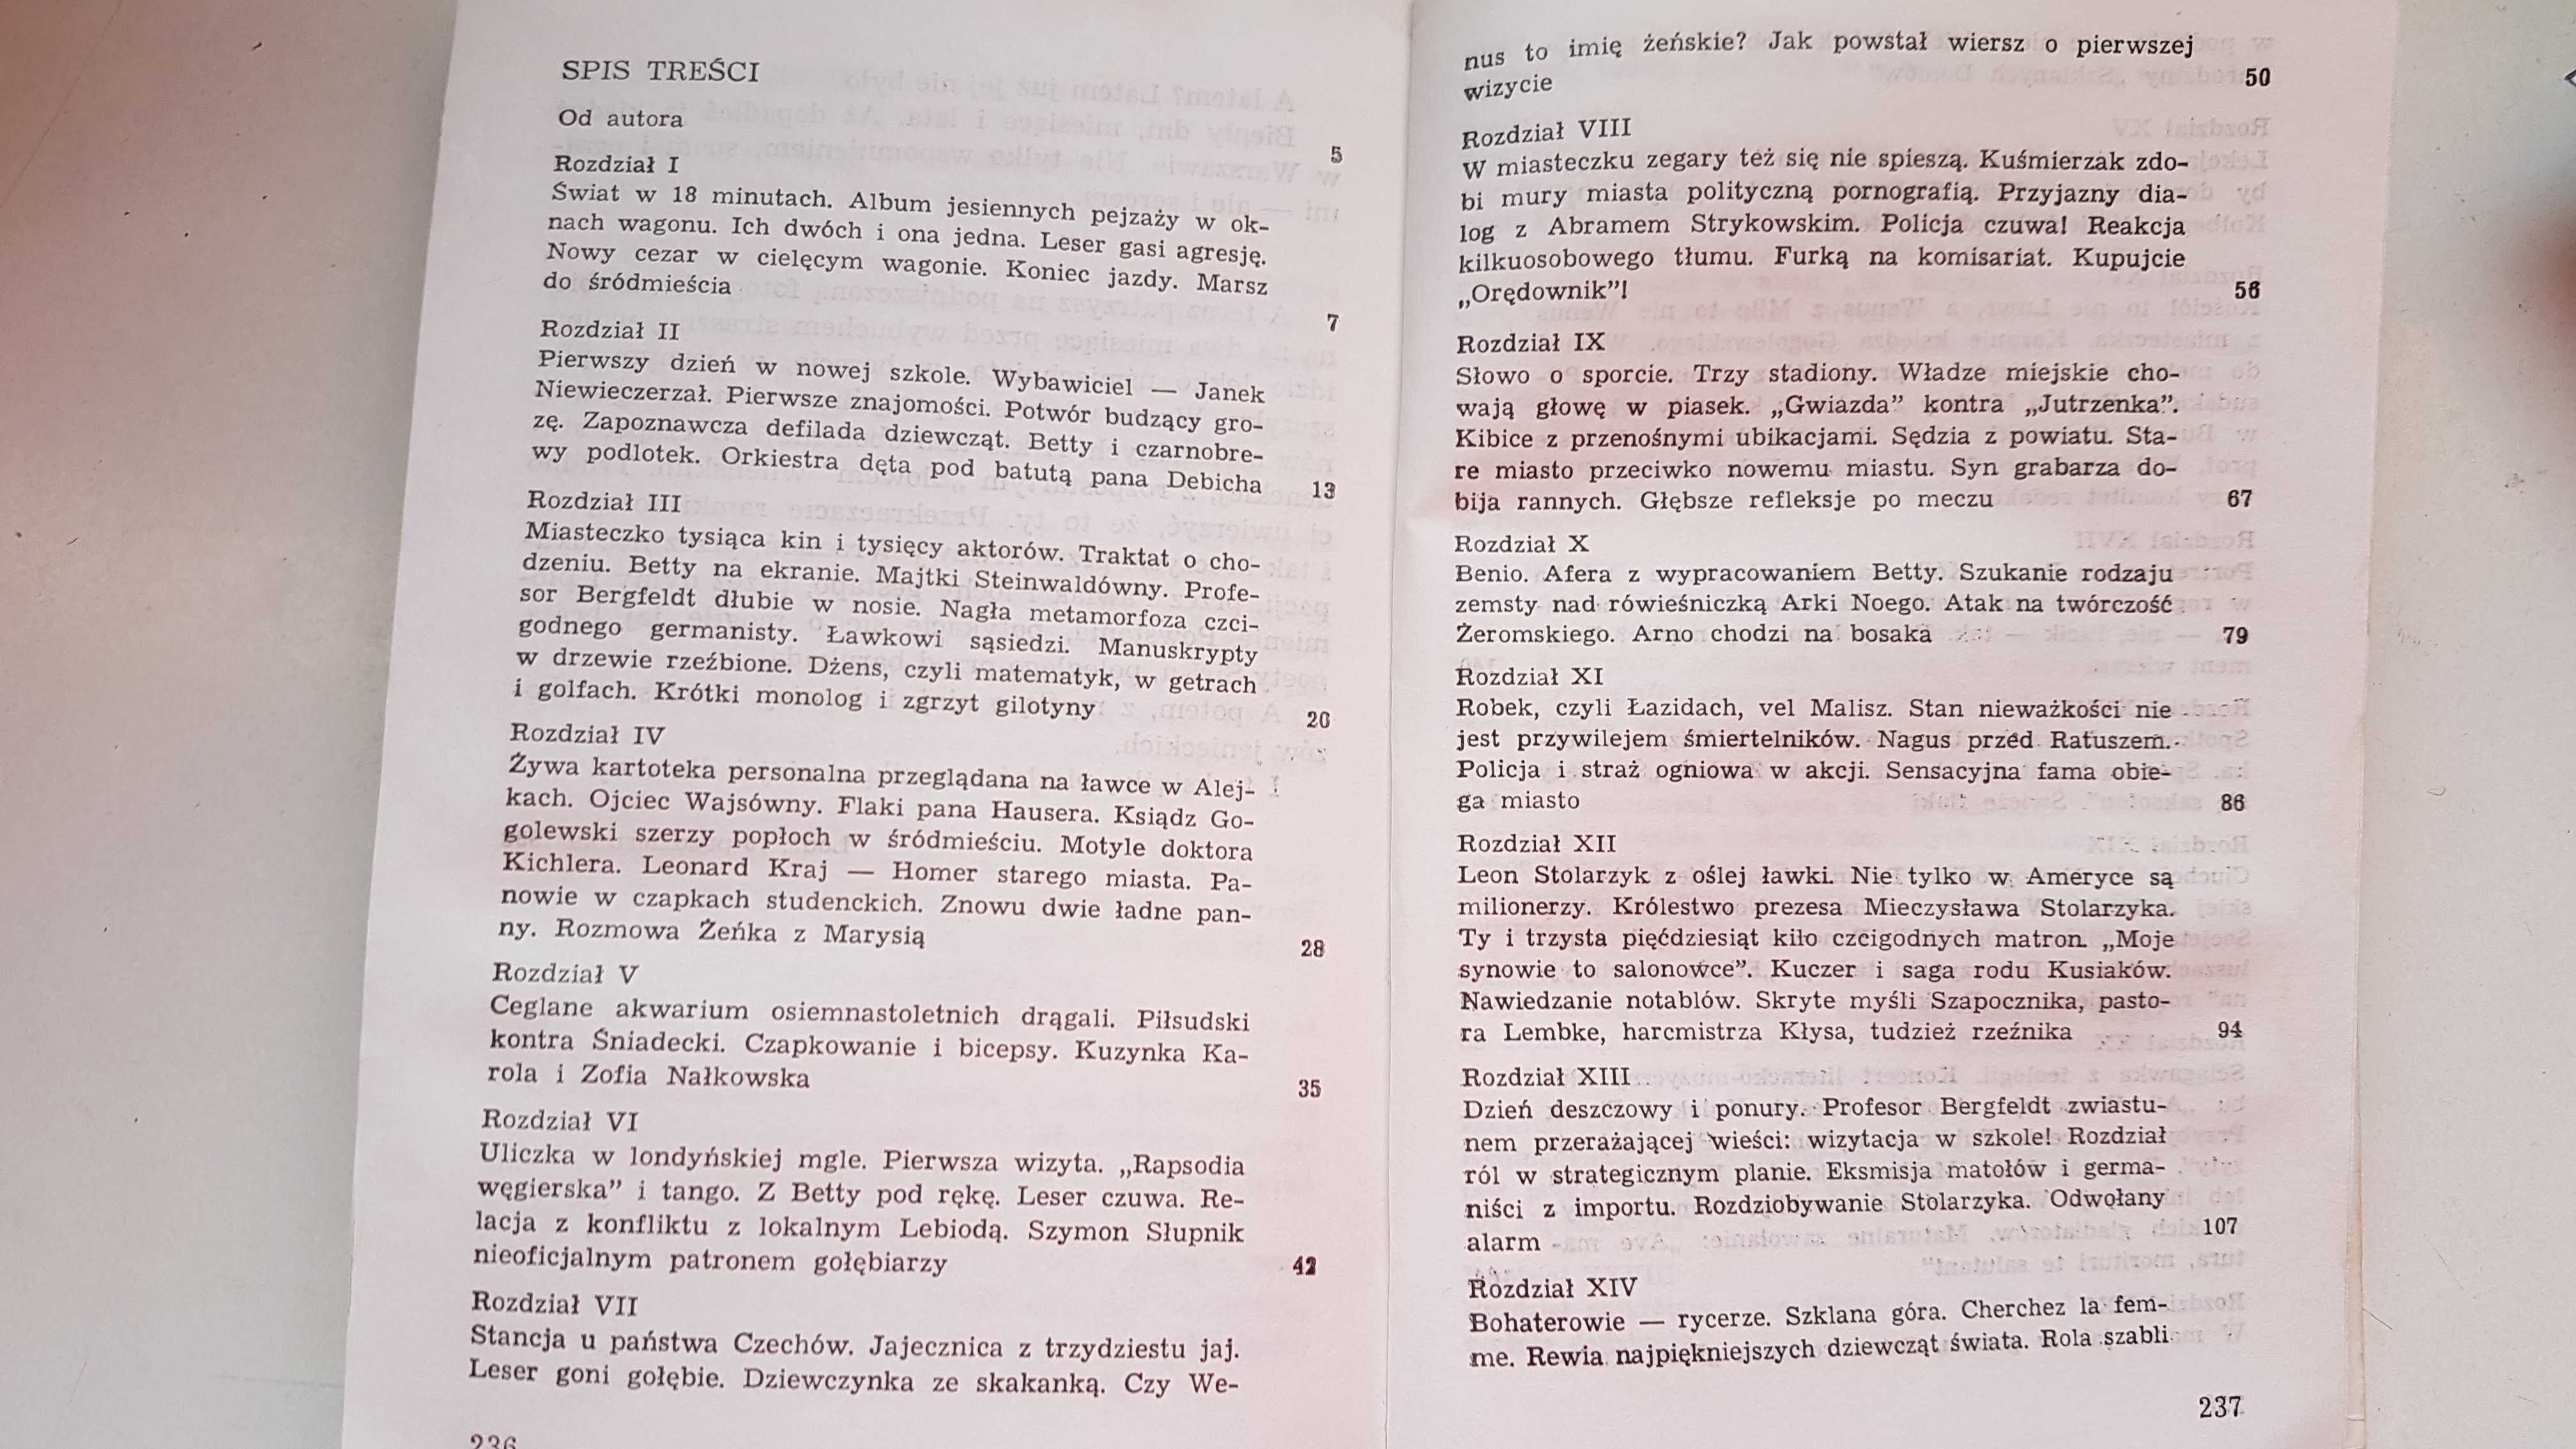 SPIS TREŚCI
Od autora 5
Rozdział I
Świat w 18 minutach. Album jesiennych pejzaży w ok-
nach wagonu. Ich dwóch i ona jedna. Leser gasi agresję.
Nowy cezar w cielęcym wagonie. Koniec jazdy. Marsz
do śródmieścia 7
Rozdział II
Pierwszy dzień w nowej szkole. Wybawiciel — Janek
Niewieczerzał. Pierwsze znajomości. Potwór budzący gro-
zę. Zapoznawcza defilada dziewcząt. Betty i czarnobre-
wy podlotek. Orkiestra dęta pod batutą pana Debicha 13
Rozdział III
Miasteczko tysiąca kin i tysięcy aktorów. Traktat o cho-
dzeniu. Betty na ekranie. Majtki Steinwaldówny. Profe-
sor Bergfeldt dłubie w nosie. Nagła metamorfoza czci-
godnego germanisty. Ławkowi sąsiedzi. Manuskrypty
w drzewie rzeźbione. Dżens, czyli matematyk, w getrach
i golfach. Krótki monolog i zgrzyt gilotyny 20
Rozdział IV
Żywa kartoteka personalna przeglądana na ławce w Alej-
kach. Ojciec Wajsówny. Flaki pana Hausera. Ksiądz Go-
golewski szerzy popłoch w śródmieściu. Motyle doktora
Kichlera. Leonard Kraj — Homer starego miasta. Pa-
nowie w czapkach studenckich. Znowu dwie ładne pan-
ny. Rozmowa Żeńka z Marysią 28
Rozdział V
Ceglane akwarium osiemnastoletnich drągali. Piłsudski
kontra Śniadecki. Czapkowanie i bicepsy. Kuzynka Ka-
rola i Zofia Nałkowska 35
Rozdział VI
Uliczka w londyńskiej mgle. Pierwsza wizyta. „Rapsodia
węgierska” i tango. Z Betty pod rękę. Leser czuwa. Re-
lacja z konfliktu z lokalnym Lebiodą. Szymon Słupnik
nieoficjalnym patronem gołębiarzy 42
Rozdział VII
Stancja u państwa Czechów. Jajecznica z trzydziestu jaj.
Leser goni gołębie. Dziewczynka ze skakanką. Czy We-
236
nus to imię żeńskie? Jak powstał wiersz o pierwszej
wizycie 50
Rozdział VIII
W miasteczku zegary też się nie spieszą. Kuśmierzak zdo-
bi mury miasta polityczną pornografią. Przyjazny dia-
log z Abramem Strykowskim. Policja czuwa! Reakcja
kilkuosobowego tłumu. Furką na komisariat. Kupujcie
„Orędownik”! 56
Rozdział IX
Słowo o sporcie. Trzy stadiony. Władze miejskie cho-
wają głowę w piasek. „Gwiazda” kontra „Jutrzenka”.
Kibice z przenośnymi ubikacjami. Sędzia z powiatu. Sta-
re miasto przeciwko nowemu miastu. Syn grabarza do-
bija rannych. Głębsze refleksje po meczu 67
Rozdział X
Benio. Afera z wypracowaniem Betty. Szukanie rodzaju
zemsty nad rówieśniczką Arki Noego. Atak na twórczość
Żeromskiego. Arno chodzi na bosaka 79
Rozdział XI
Robek, czyli Łazidach, vel Malisz. Stan nieważkości nie
jest przywilejem śmiertelników. Nagus przed Ratuszem.
Policja i straż ogniowa w akcji. Sensacyjna fama obie-
ga miasto 86
Rozdział XII
Leon Stolarzyk z oślej ławki. Nie tylko w Ameryce są
milionerzy. Królestwo prezesa Mieczysława Stolarzyka.
Ty i trzysta pięćdziesiąt kilo czcigodnych matron. „Moje
synowie to salonowce”. Kuczer i saga rodu Kusiaków.
Nawiedzanie notablów. Skryte myśli Szapocznika, pasto-
ra Lembke, harcmistrza Kłysa, tudzież rzeźnika 94
Rozdział XIII
Dzień deszczowy i ponury. Profesor Bergfeldt zwiastu-
nem przerażającej wieści: wizytacja w szkole! Rozdział
ról w strategicznym planie. Eksmisja matołów i germa-
niści z importu. Rozdziobywanie Stolarzyka. Odwołany
alarm 107
Rozdział XIV
Bohaterowie — rycerze. Szklana góra. Cherchez la fem-
me. Rewia najpiękniejszych dziewcząt świata. Rola szabli
237